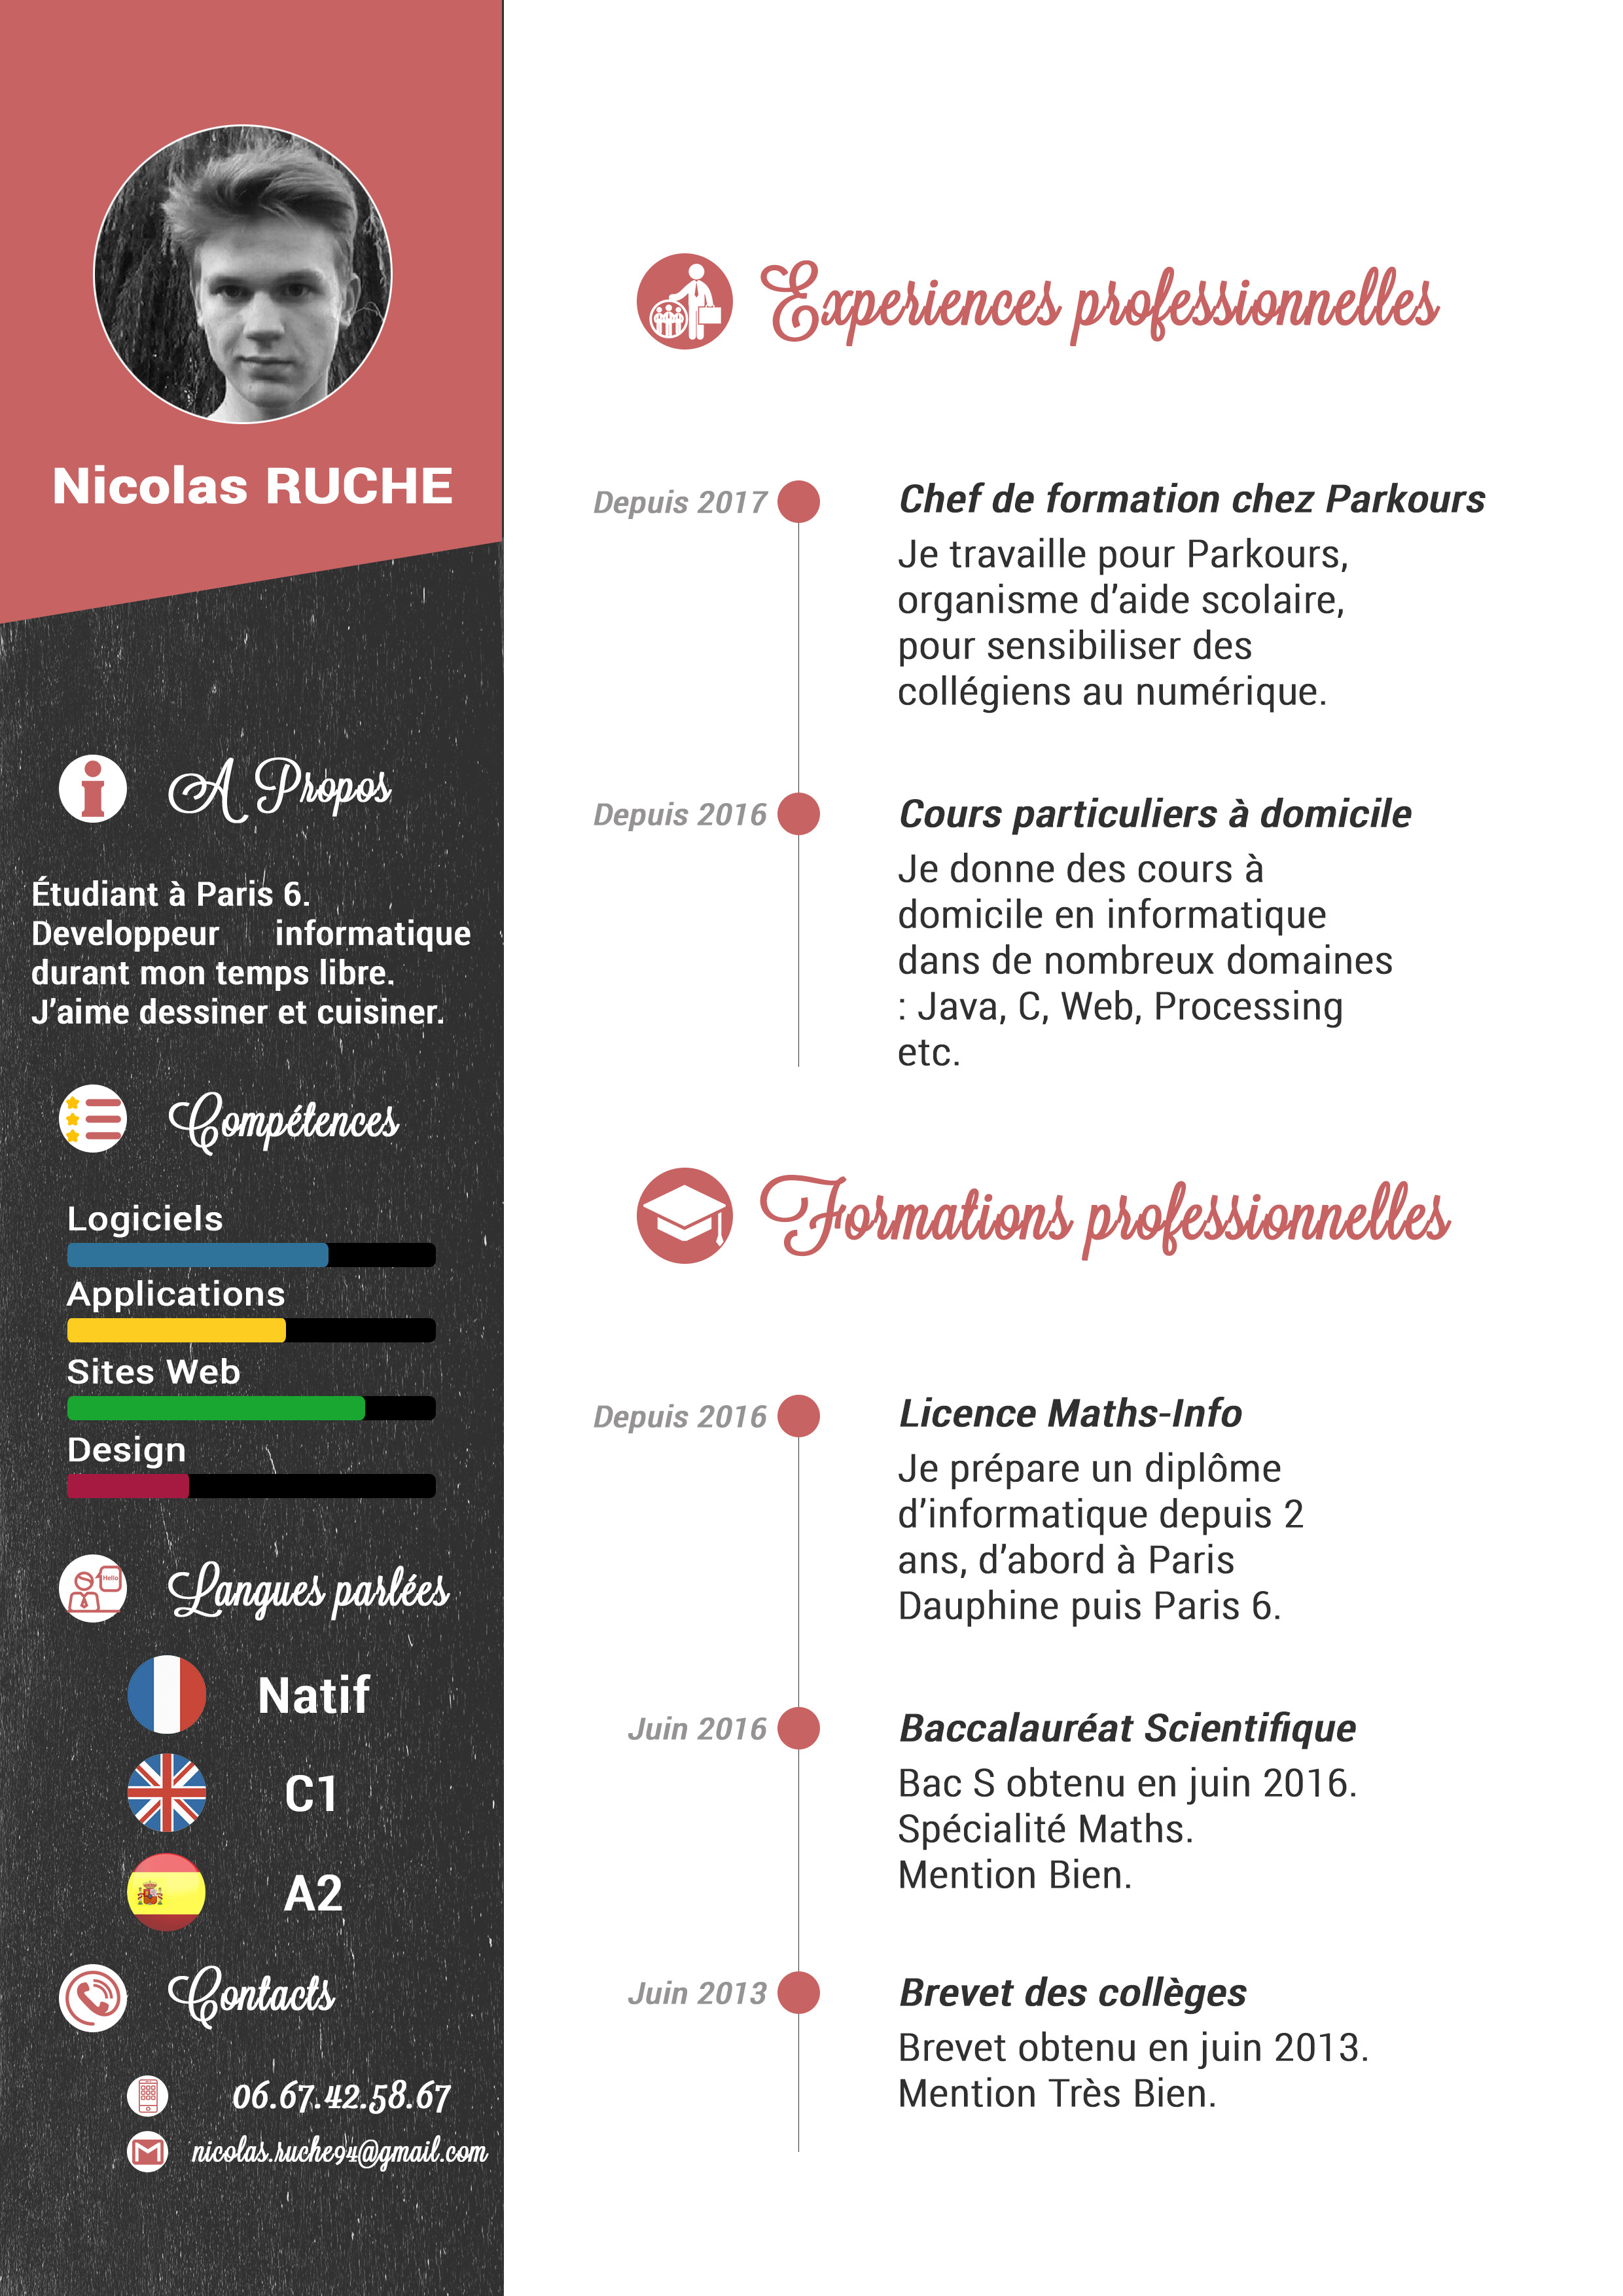 Nicolas RUCHE
A Propos
Étudiant à Paris 6.
Developpeur informatique
durant mon temps libre.
J'aime dessiner et cuisiner.
Compétences
Logiciels
Applications
Sites Web
Design
Hello
Langues parlées
Natif
C1
A2
Contacts
06.67.42.58.67
nicolas.ruche94@gmail.com
Experiences professionnelles
Depuis 2017
Chef de formation chez Parkours
Je travaille pour Parkours,
organisme d'aide scolaire,
pour sensibiliser des
collégiens au numérique.
Depuis 2016
Cours particuliers à domicile
Je donne des cours à
domicile en informatique
dans de nombreux domaines
: Java, C, Web, Processing
etc.
Formations professionnelles
Depuis 2016
Licence Maths-Info
Je prépare un diplôme
d'informatique depuis 2
ans, d'abord à Paris
Dauphine puis Paris 6.
Juin 2016
Baccalauréat Scientifique
Bac S obtenu en juin 2016.
Spécialité Maths.
Mention Bien.
Juin 2013
Brevet des collèges
Brevet obtenu en juin 2013.
Mention Très Bien.